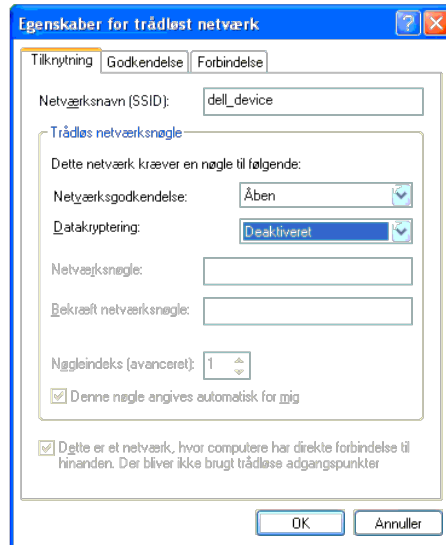 Egenskaber for trådløst netværk
Tilknytning Godkendelse Forbindelse
Netværksnavn (SSID): dell_device
Trådløs netværksnøgle
Dette netværk kræver en nøgle til følgende:
Netværksgodkendelse: Åben
Datakryptering: Deaktiveret
Netværksnøgle:
Bekræft netværksnøgle:
Nøgleindeks (avanceret): 1
Denne nøgle angives automatisk for mig
Dette er et netværk, hvor computere har direkte forbindelse til
hinanden. Der bliver ikke brugt trådløse adgangspunkter
OK Annuller